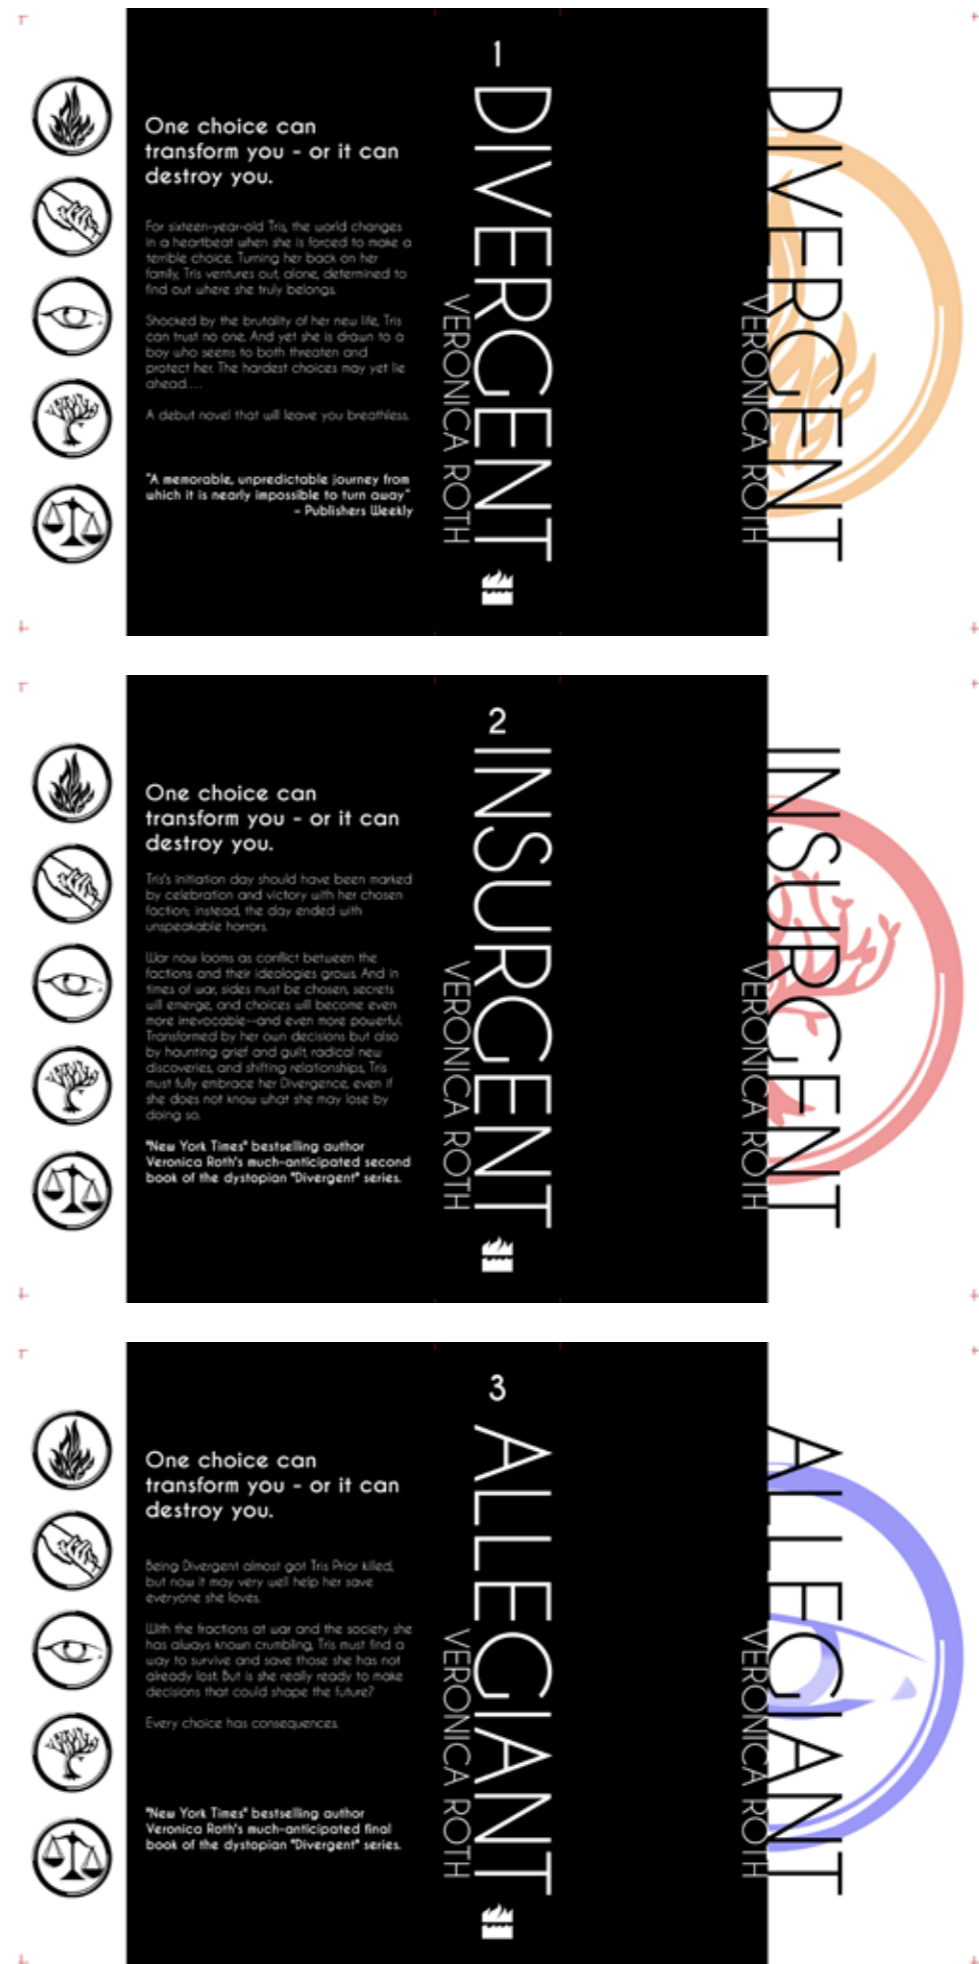 One choice can
transform you - or it can
destroy you.
For sixteen-year-old Tris, the world changes
in a heartbeat when she is forced to make a
terrible choice. Turning her back on her
family, Tris ventures out, alone, determined to
find out where she truly belongs.
Shocked by the brutality of her new life, Tris
can trust no one. And yet she is drawn to a
boy who seems to both threaten and
protect her. The hardest choices may yet lie
ahead....
A debut novel that will leave you breathless.
"A memorable, unpredictable journey from
which it is nearly impossible to turn away"
- Publishers Weekly
1
DIVERGENT
VERONICA ROTH
DIVERGENT
VERONICA ROTH
One choice can
transform you - or it can
destroy you.
Tris's initiation day should have been marked
by celebration and victory with her chosen
faction; instead, the day ended with
unspeakable horrors.
War now looms as conflict between the
factions and their ideologies grows. And in
times of war, sides must be chosen, secrets
will emerge, and choices will become even
more irrevocable--and even more powerful.
Transformed by her own decisions but also
by haunting grief and guilt, radical new
discoveries, and shifting relationships, Tris
must fully embrace her Divergence, even if
she does not know what she may lose by
doing so.
"New York Times" bestselling author
Veronica Roth's much-anticipated second
book of the dystopian "Divergent" series.
2
INSURGENT
VERONICA ROTH
INSURGENT
VERONICA ROTH
One choice can
transform you - or it can
destroy you.
Being Divergent almost got Tris Prior killed,
but now it may very well help her save
everyone she loves.
With the fractions at war and the society she
has always known crumbling, Tris must find a
way to survive and save those she has not
already lost. But is she really ready to make
decisions that could shape the future?
Every choice has consequences.
"New York Times" bestselling author
Veronica Roth's much-anticipated final
book of the dystopian "Divergent" series.
3
ALLEGIANT
VERONICA ROTH
ALLEGIANT
VERONICA ROTH